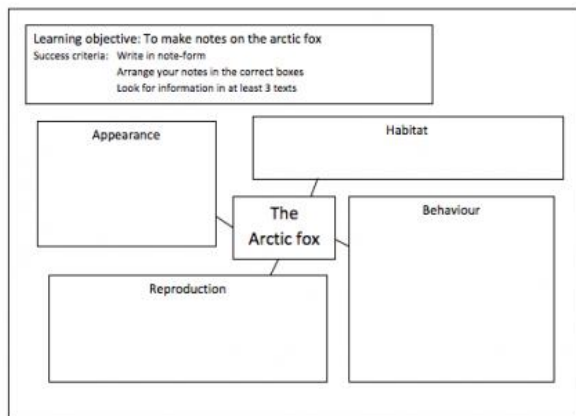 Learning objective: To make notes on the arctic fox
Success criteria: Write in note-form
Arrange your notes in the correct boxes
Look for information in at least 3 texts
Appearance
Habitat
The
Arctic fox
Behaviour
Reproduction